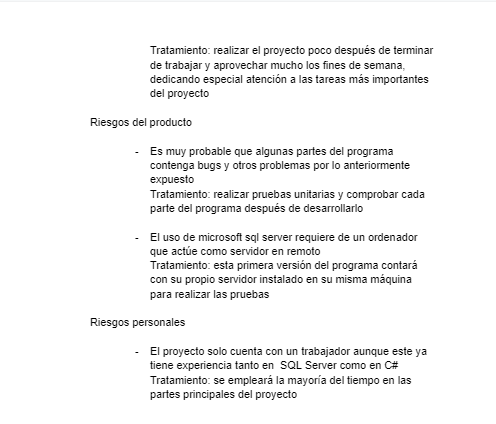 Tratamiento: realizar el proyecto poco después de terminar
de trabajar y aprovechar mucho los fines de semana,
dedicando especial atención a las tareas más importantes
del proyecto
Riesgos del producto
- Es muy probable que algunas partes del programa
contenga bugs y otros problemas por lo anteriormente
expuesto
Tratamiento: realizar pruebas unitarias y comprobar cada
parte del programa después de desarrollarlo
- El uso de microsoft sql server requiere de un ordenador
que actúe como servidor en remoto
Tratamiento: esta primera versión del programa contará
con su propio servidor instalado en su misma máquina
para realizar las pruebas
Riesgos personales
- El proyecto solo cuenta con un trabajador aunque este ya
tiene experiencia tanto en  SQL Server como en C#
Tratamiento: se empleará la mayoría del tiempo en las
partes principales del proyecto